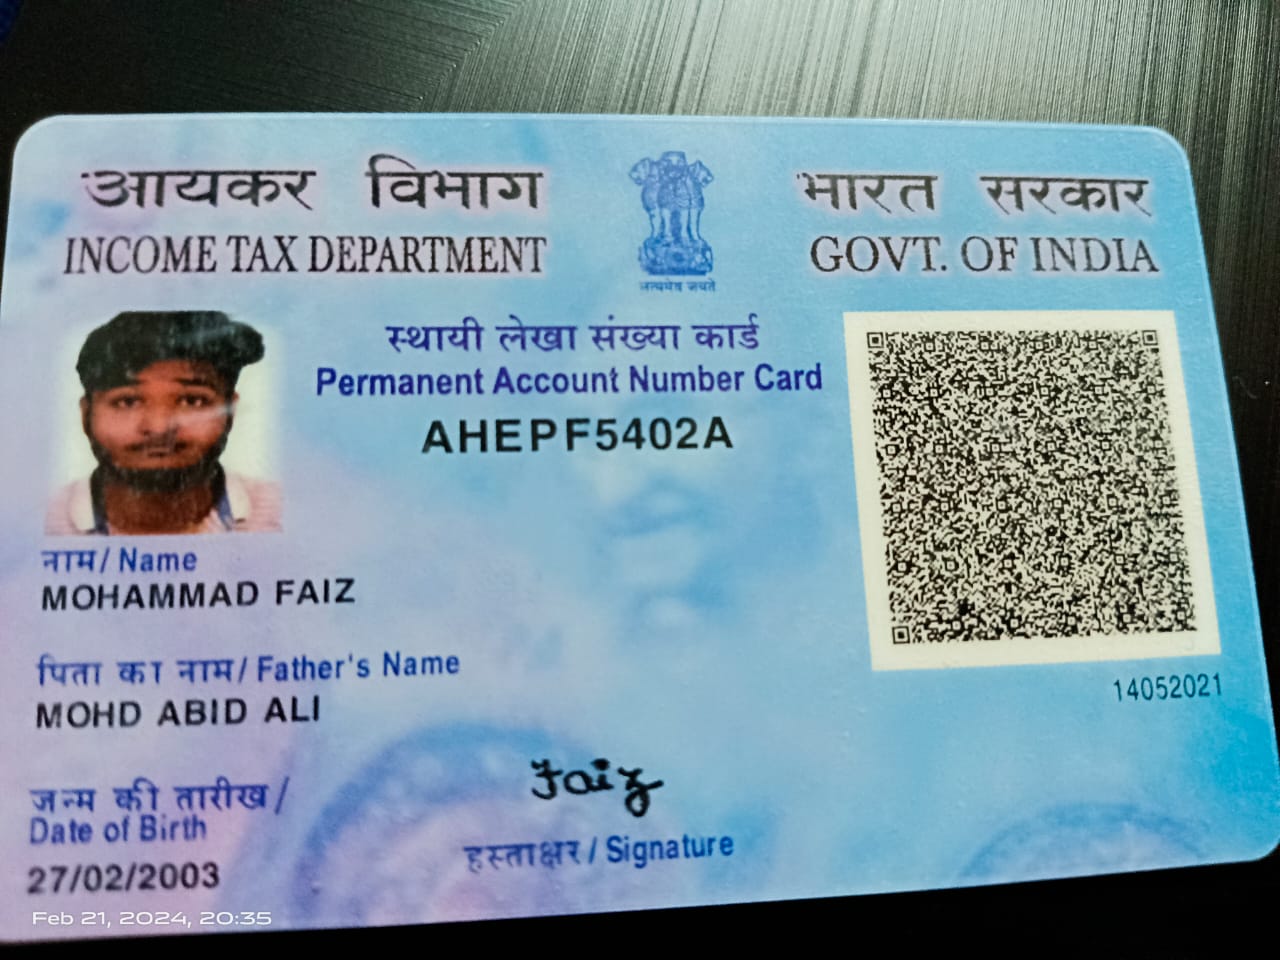 आयकर विभाग
INCOME TAX DEPARTMENT
सत्यमेव जयते
भारत सरकार
GOVT. OF INDIA
स्थायी लेखा संख्या कार्ड
Permanent Account Number Card
AHEPF5402A
नाम / Name
MOHAMMAD FAIZ
पिता का नाम / Father's Name
MOHD ABID ALI
जन्म की तारीख /
Date of Birth
27/02/2003
Faiz
हस्ताक्षर / Signature
14052021
Feb 21, 2024, 20:35